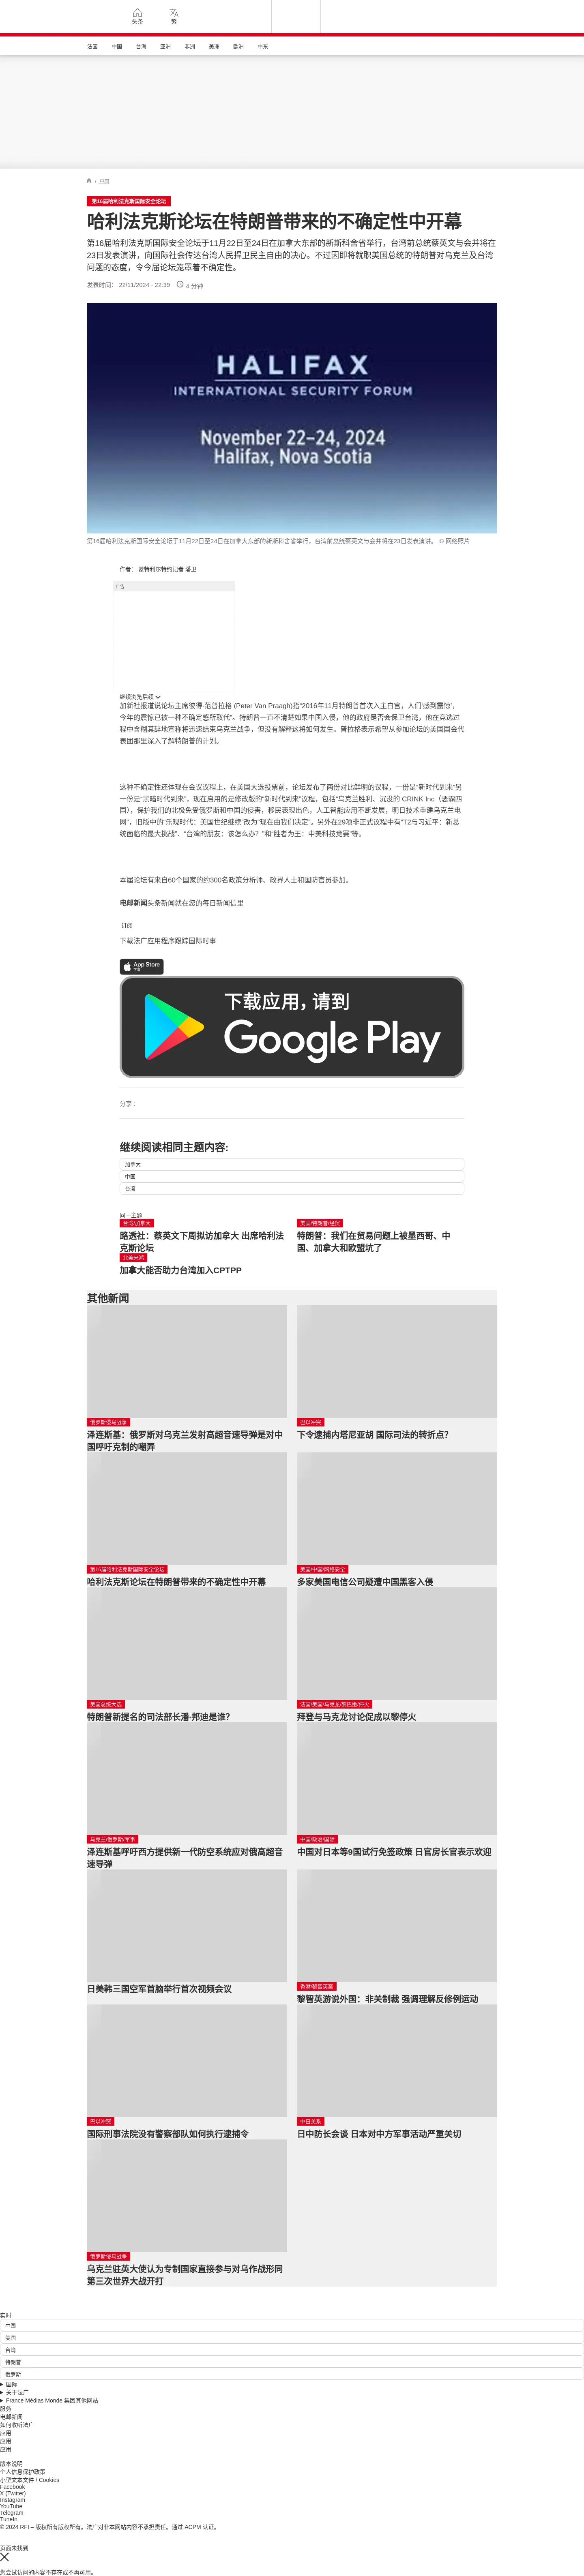 头条
繁
法国
中国
台海
亚洲
非洲
美洲
欧洲
中东
/ 中国
第16届哈利法克斯国际安全论坛
哈利法克斯论坛在特朗普带来的不确定性中开幕
第16届哈利法克斯国际安全论坛于11月22日至24日在加拿大东部的新斯科舍省举行，台湾前总统蔡英文与会并将在
23日发表演讲，向国际社会传达台湾人民捍卫民主自由的决心。不过因即将就职美国总统的特朗普对乌克兰及台湾
问题的态度，令今届论坛笼罩着不确定性。
发表时间： 22/11/2024 - 22:39 4 分钟
HALIFAX
INTERNATIONAL SECURITY FORUM
November 22–24, 2024
Halifax, Nova Scotia
第16届哈利法克斯国际安全论坛于11月22日至24日在加拿大东部的新斯科舍省举行，台湾前总统蔡英文与会并将在23日发表演讲。 © 网络照片
作者： 蒙特利尔特约记者 潘卫
广告
继续浏览后续
加新社报道说论坛主席彼得·范普拉格 (Peter Van Praagh)指“2016年11月特朗普首次入主白宫，人们‘感到震惊’，
今年的震惊已被一种不确定感所取代”。特朗普一直不清楚如果中国入侵，他的政府是否会保卫台湾，他在竞选过
程中含糊其辞地宣称将迅速结束乌克兰战争，但没有解释这将如何发生。普拉格表示希望从参加论坛的美国国会代
表团那里深入了解特朗普的计划。
这种不确定性还体现在会议议程上，在美国大选投票前，论坛发布了两份对比鲜明的议程，一份是“新时代到来”另
一份是“黑暗时代到来”，现在启用的是修改版的“新时代到来”议程，包括“乌克兰胜利、沉没的 CRINK Inc（恶霸四
国），保护我们的北极免受俄罗斯和中国的侵害，移民表现出色，人工智能应用不断发展，明日技术重建乌克兰电
网”，旧版中的“乐观时代：美国世纪继续”改为“现在由我们决定”。另外在29项非正式议程中有“T2与习近平：新总
统面临的最大挑战”、“台湾的朋友：该怎么办？”和“胜者为王：中美科技竞赛”等。
本届论坛有来自60个国家的约300名政策分析师、政界人士和国防官员参加。
电邮新闻头条新闻就在您的每日新闻信里
订阅
下载法广应用程序跟踪国际时事
App Store
下载
下载应用，请到
Google Play
分享 :
继续阅读相同主题内容:
加拿大
中国
台湾
同一主题
台湾/加拿大
路透社：蔡英文下周拟访加拿大 出席哈利法
克斯论坛
美国/特朗普/经贸
特朗普：我们在贸易问题上被墨西哥、中
国、加拿大和欧盟坑了
北美来鸿
加拿大能否助力台湾加入CPTPP
其他新闻
俄罗斯侵乌战争
泽连斯基：俄罗斯对乌克兰发射高超音速导弹是对中
国呼吁克制的嘲弄
巴以冲突
下令逮捕内塔尼亚胡 国际司法的转折点？
第16届哈利法克斯国际安全论坛
哈利法克斯论坛在特朗普带来的不确定性中开幕
美国/中国/网络安全
多家美国电信公司疑遭中国黑客入侵
美国总统大选
特朗普新提名的司法部长潘-邦迪是谁？
法国/美国/马克龙/黎巴嫩/停火
拜登与马克龙讨论促成以黎停火
乌克兰/俄罗斯/军事
泽连斯基呼吁西方提供新一代防空系统应对俄高超音
速导弹
中国/政治/国际
中国对日本等9国试行免签政策 日官房长官表示欢迎
日美韩三国空军首脑举行首次视频会议
香港/黎智英案
黎智英游说外国：非关制裁 强调理解反修例运动
巴以冲突
国际刑事法院没有警察部队如何执行逮捕令
中日关系
日中防长会谈 日本对中方军事活动严重关切
俄罗斯侵乌战争
乌克兰驻英大使认为专制国家直接参与对乌作战形同
第三次世界大战开打
实时
中国
美国
台湾
特朗普
俄罗斯
国际
关于法广
France Médias Monde 集团其他网站
服务
电邮新闻
如何收听法广
应用
应用
应用
版本说明
个人信息保护政策
小型文本文件 / Cookies
Facebook
X (Twitter)
Instagram
YouTube
Telegram
TuneIn
© 2024 RFI – 版权所有版权所有。法广对非本网站内容不承担责任。通过 ACPM 认证。
页面未找到
您尝试访问的内容不存在或不再可用。